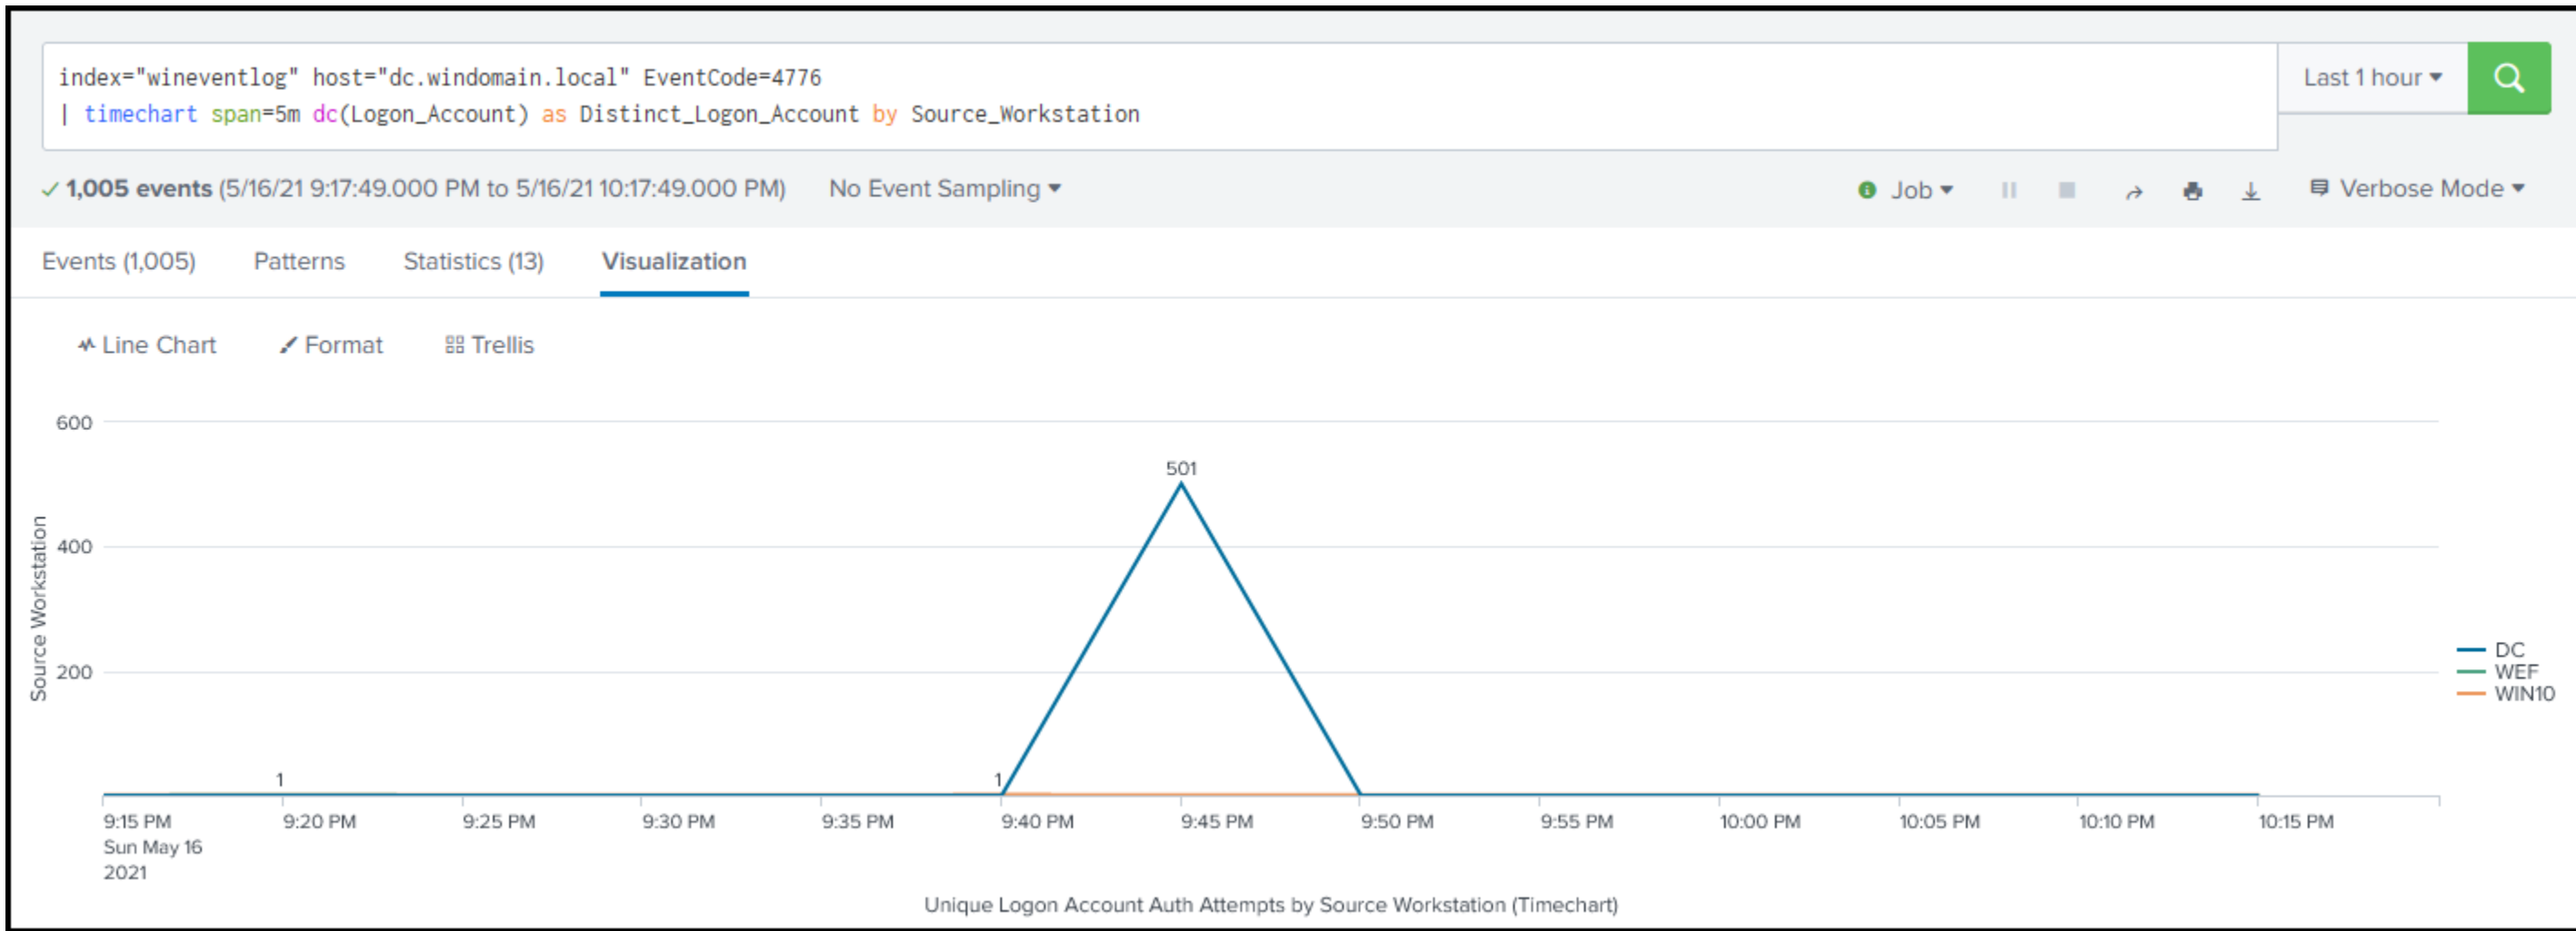 index="wineventlog" host="dc.windomain.local" EventCode=4776
| timechart span=5m dc(Logon_Account) as Distinct_Logon_Account by Source_Workstation
Last 1 hour
1,005 events (5/16/21 9:17:49.000 PM to 5/16/21 10:17:49.000 PM) No Event Sampling Job Verbose Mode
Events (1,005) Patterns Statistics (13) Visualization
Line Chart Format Trellis
600
501
400
200
Source Workstation
1 1
DC
WEF
WIN10
9:15 PM 9:20 PM 9:25 PM 9:30 PM 9:35 PM 9:40 PM 9:45 PM 9:50 PM 9:55 PM 10:00 PM 10:05 PM 10:10 PM 10:15 PM
Sun May 16
2021
Unique Logon Account Auth Attempts by Source Workstation (Timechart)